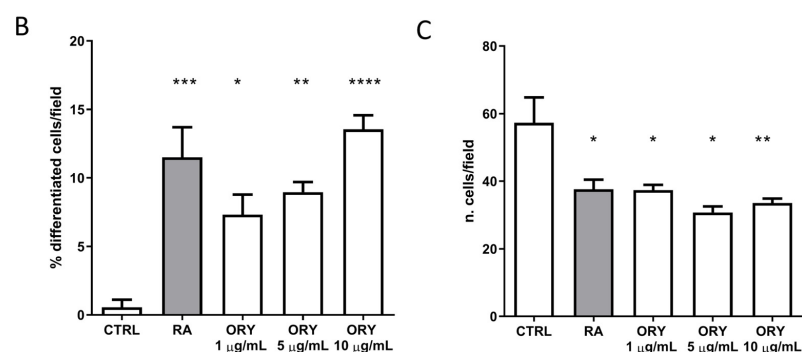 B
% differentiated cells/field
20
15
10
5
0
*** * ** ****
CTRL RA ORY ORY ORY
1 μg/mL 5 μg/mL 10 μg/mL
C
n. cells/field
80
60
40
20
0
* * * **
CTRL RA ORY ORY ORY
1 μg/mL 5 μg/mL 10 μg/mL